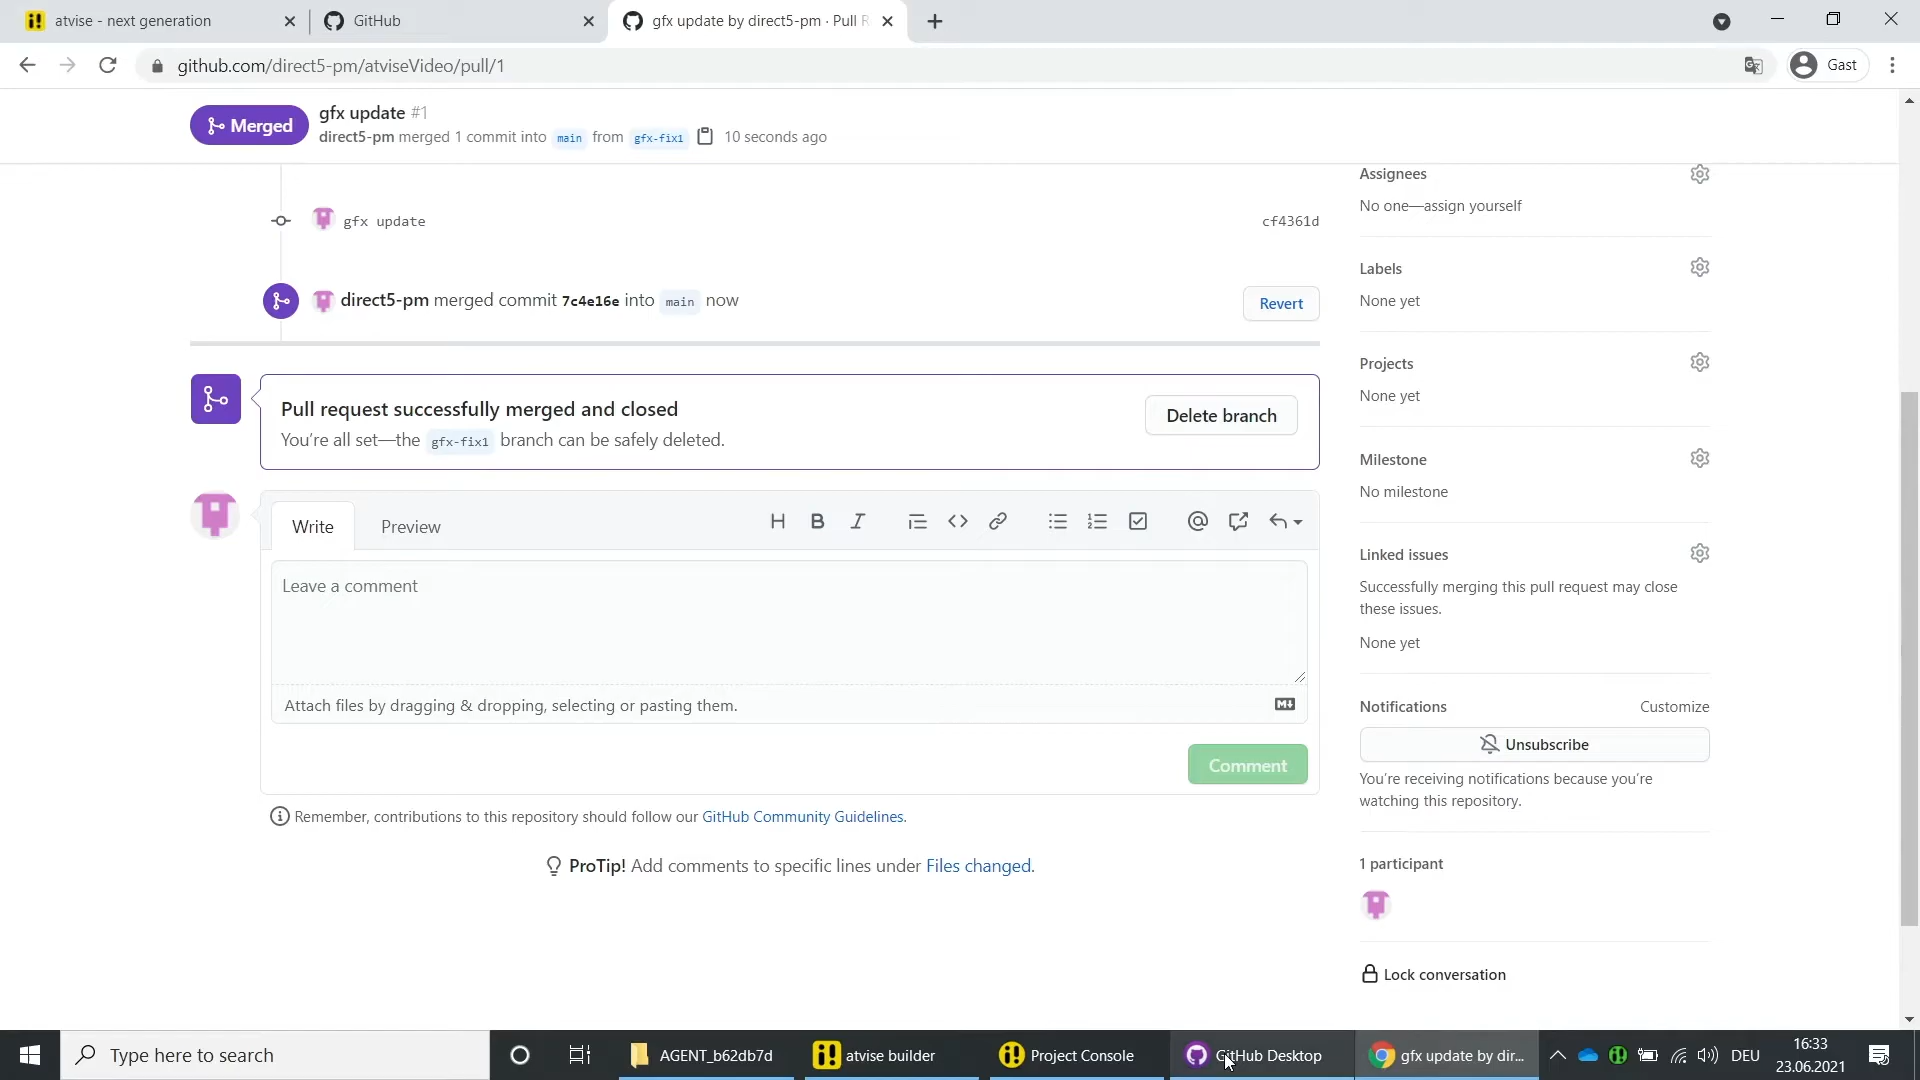 atvise - next generation
GitHub
gfx update by direct5-pm · Pull R
github.com/direct5-pm/atviseVideo/pull/1
Gast
Merged
gfx update #1
direct5-pm merged 1 commit into main from gfx-fix1 10 seconds ago
gfx update
cf4361d
direct5-pm merged commit 7c4e16e into main now
Revert
Pull request successfully merged and closed
You're all set—the gfx-fix1 branch can be safely deleted.
Delete branch
Write
Preview
Leave a comment
Attach files by dragging & dropping, selecting or pasting them.
Comment
Remember, contributions to this repository should follow our GitHub Community Guidelines.
ProTip! Add comments to specific lines under Files changed.
Assignees
No one—assign yourself
Labels
None yet
Projects
None yet
Milestone
No milestone
Linked issues
Successfully merging this pull request may close
these issues.
None yet
Notifications
Customize
Unsubscribe
You're receiving notifications because you're
watching this repository.
1 participant
Lock conversation
Type here to search
AGENT_b62db7d
atvise builder
Project Console
GitHub Desktop
gfx update by dir...
DEU
16:33
23.06.2021